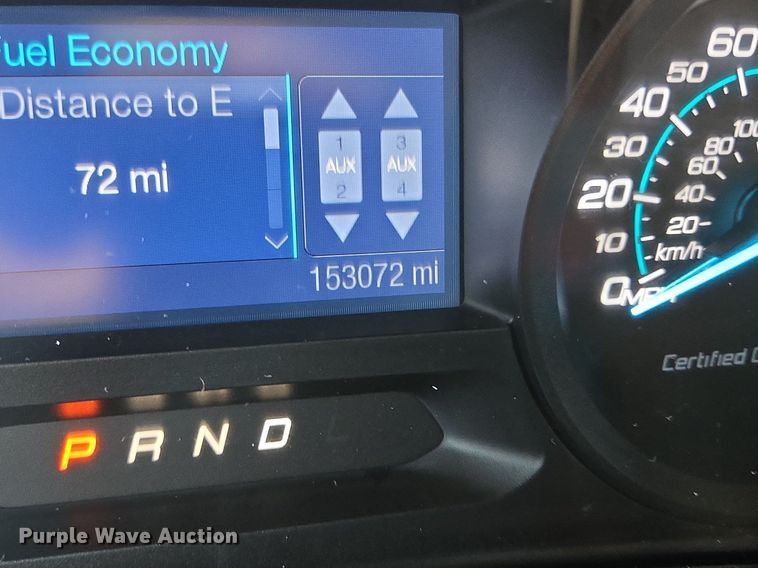 Fuel Economy
Distance to E
72 mi
1 3
AUX AUX
2 4
153072 mi
60
50
40
30
20
10
0 MPH
100
80
60
40
20
km/h
Certified
P R N D L
Purple Wave Auction